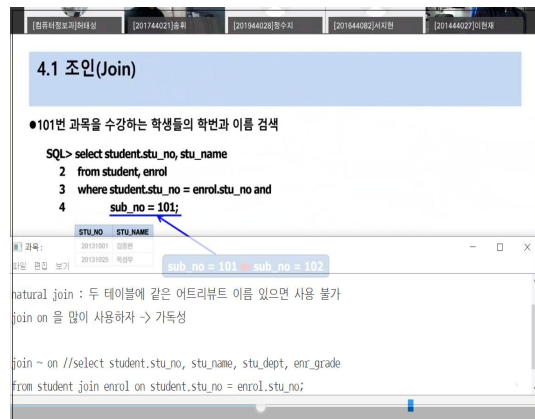 [컴퓨터정보과]허태성 [201744021]송휘 [201944028]정수지 [201644082]서지현 [201444027]이현재
4.1 조인(Join)
●101번 과목을 수강하는 학생들의 학번과 이름 검색
SQL> select student.stu_no, stu_name
2 from student, enrol
3 where student.stu_no = enrol.stu_no and
4 sub_no = 101;
STU_NO STU_NAME
20131001 김종헌
20131025 옥성우
과목:
파일 편집 보기
sub_no = 101 sub_no = 102
natural join : 두 테이블에 같은 어트리뷰트 이름 있으면 사용 불가
join on 을 많이 사용하자 -> 가독성
join ~ on //select student.stu_no, stu_name, stu_dept, enr_grade
from student join enrol on student.stu_no = enrol.stu_no;